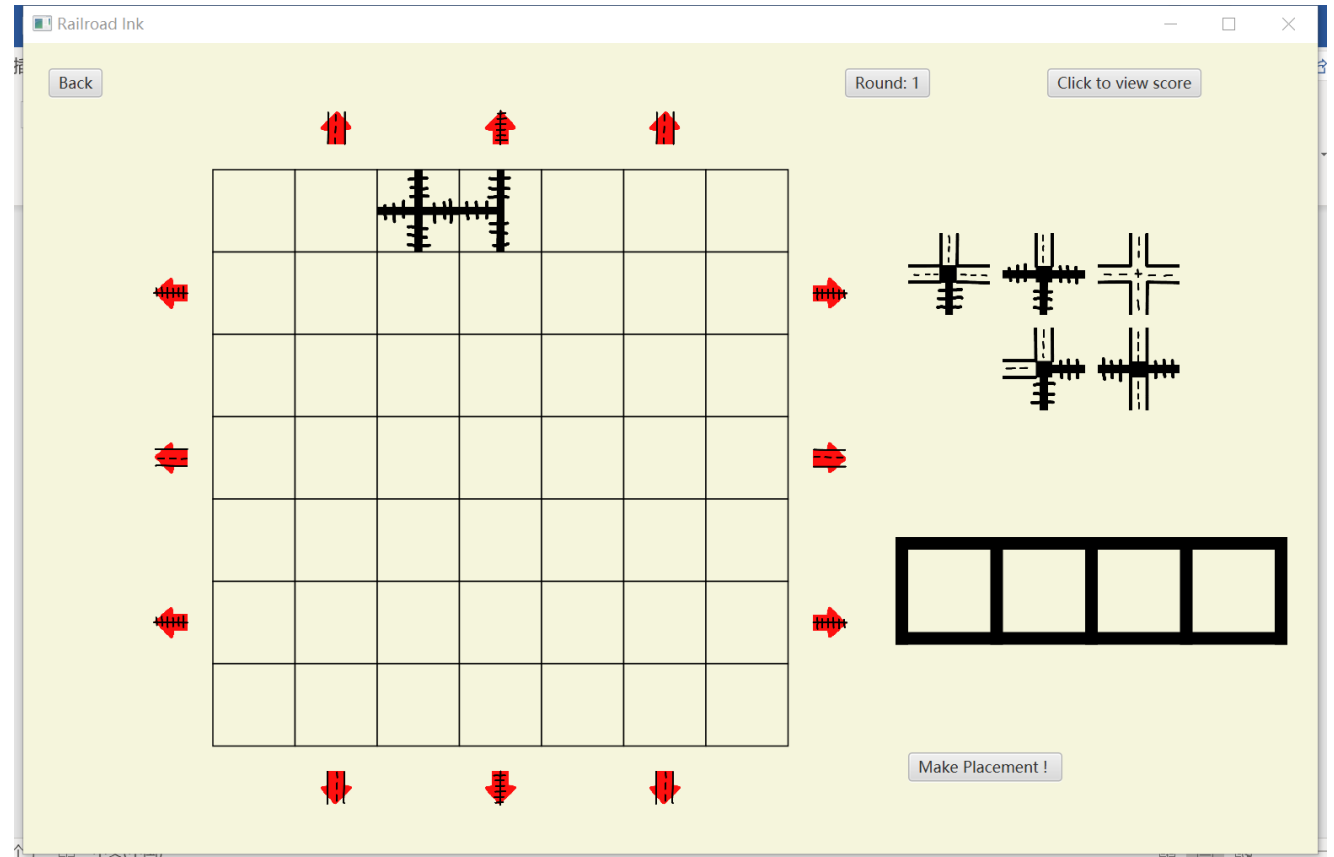 Railroad Ink
Back
Round: 1
Click to view score
Make Placement !